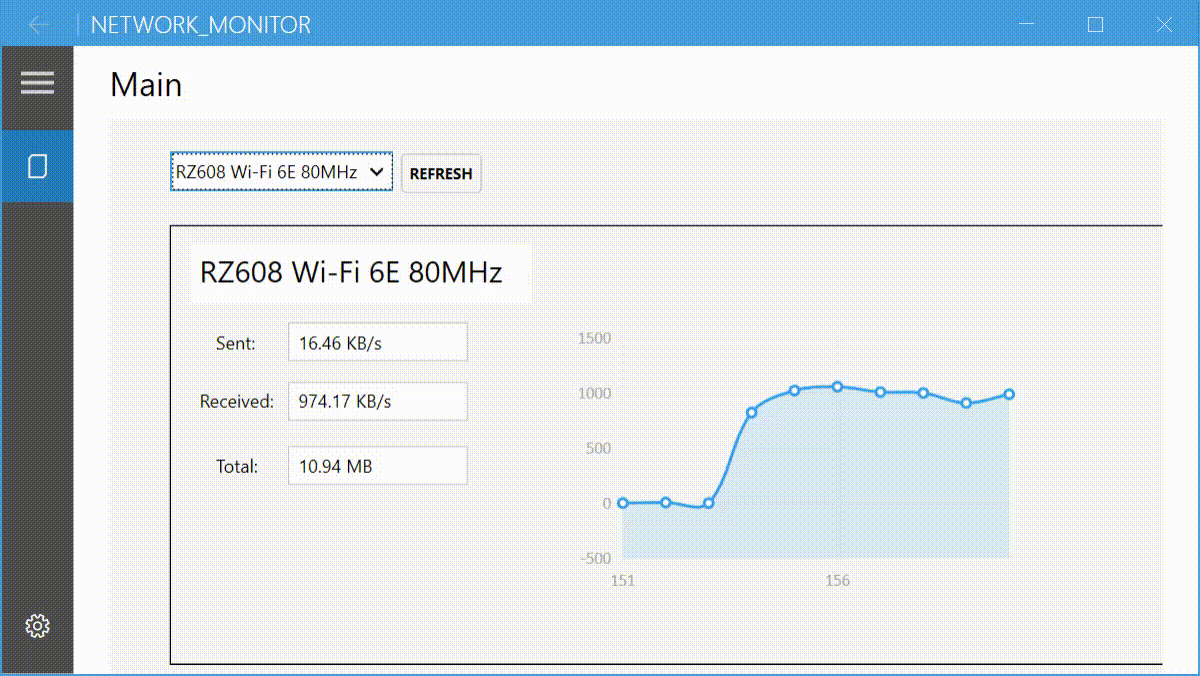 NETWORK_MONITOR
Main
RZ608 Wi-Fi 6E 80MHz
REFRESH
RZ608 Wi-Fi 6E 80MHz
Sent: 16.46 KB/s
Received: 974.17 KB/s
Total: 10.94 MB
1500
1000
500
0
-500
151 156